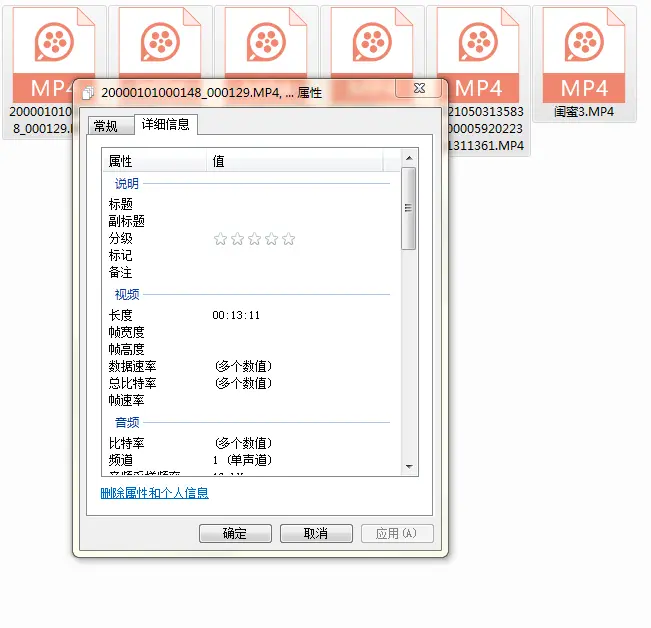 MP4
MP4
MP4
200001010
8_000129.
21050313583
00005920223
1311361.MP4
闺蜜3.MP4
20000101000148_000129.MP4, ... 属性
常规
详细信息
属性 值
说明
标题
副标题
分级
标记
备注
视频
长度 00:13:11
帧宽度
帧高度
数据速率 (多个数值)
总比特率 (多个数值)
帧速率
音频
比特率 (多个数值)
频道 1 (单声道)
删除属性和个人信息
确定 取消 应用(A)